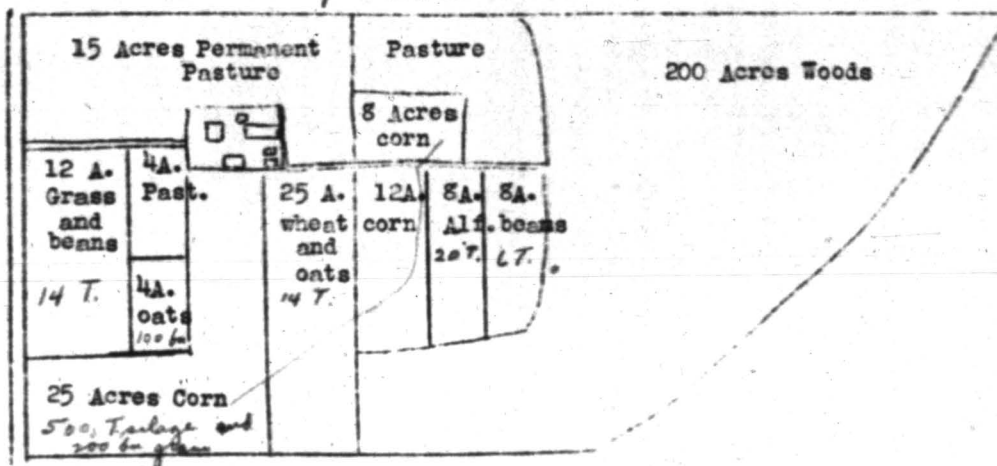 15 Acres Permanent
Pasture
Pasture
200 Acres Woods
8 Acres
corn
12 A.
Grass
and
beans
14 T.
4A.
Past.
4A.
oats
100 bu
25 A.
wheat
and
oats
14 T.
12A.
corn
8A.
Alf.
20 T.
8A.
beans
6 T.
25 Acres Corn
500, T silage and
200 bu grain